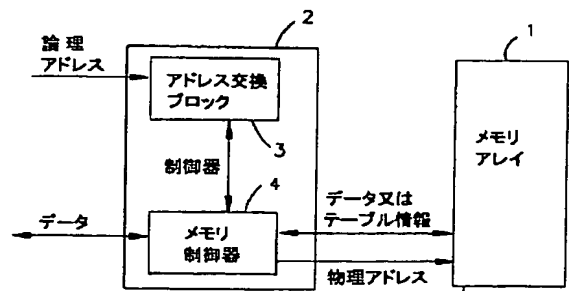 論理
アドレス
2
アドレス交換
ブロック
3
制御器
4
データ
メモリ
制御器
データ又は
テーブル情報
物理アドレス
1
メモリ
アレイ